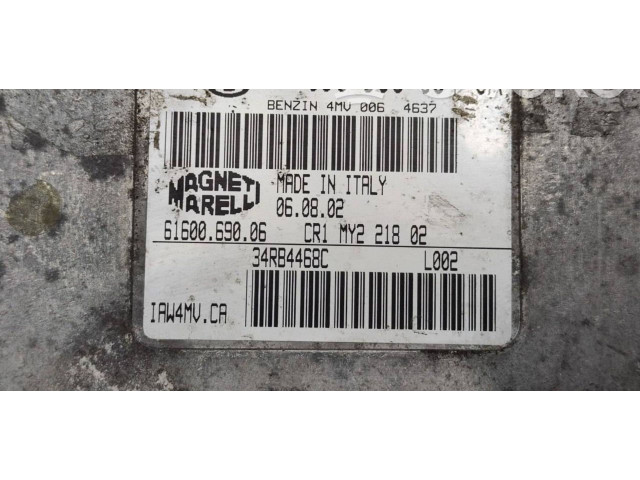 BENZIN 4MV 006 4637
MAGNETI MARELLI
MADE IN ITALY
06.08.02
61600.690.06 CR1 MY2 218 02
34RB4468C L002
IAW4MV.CA